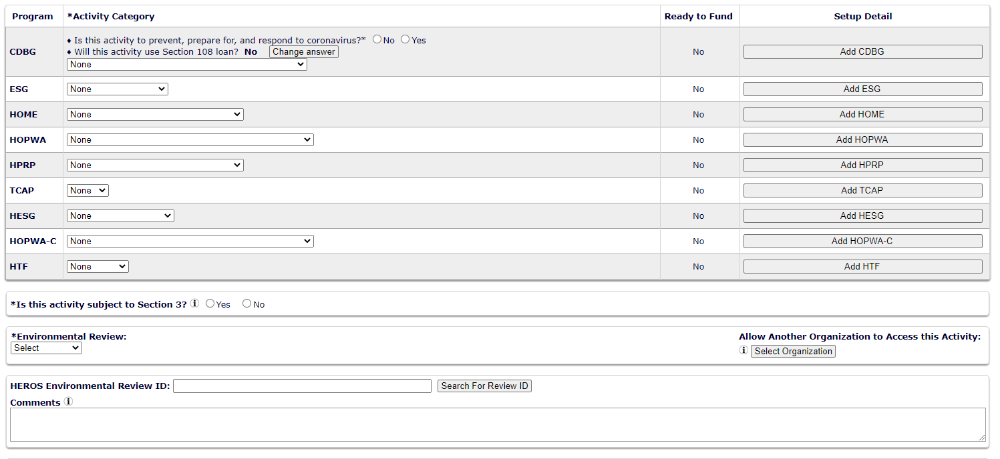 Program *Activity Category Ready to Fund Setup Detail
♦ Is this activity to prevent, prepare for, and respond to coronavirus?* No Yes
CDBG ♦ Will this activity use Section 108 loan? No Change answer No Add CDBG
None
ESG None No Add ESG
HOME None No Add HOME
HOPWA None No Add HOPWA
HPRP None No Add HPRP
TCAP None No Add TCAP
HESG None No Add HESG
HOPWA-C None No Add HOPWA-C
HTF None No Add HTF
*Is this activity subject to Section 3? Yes No
*Environmental Review: Allow Another Organization to Access this Activity:
Select Select Organization
HEROS Environmental Review ID: Search For Review ID
Comments